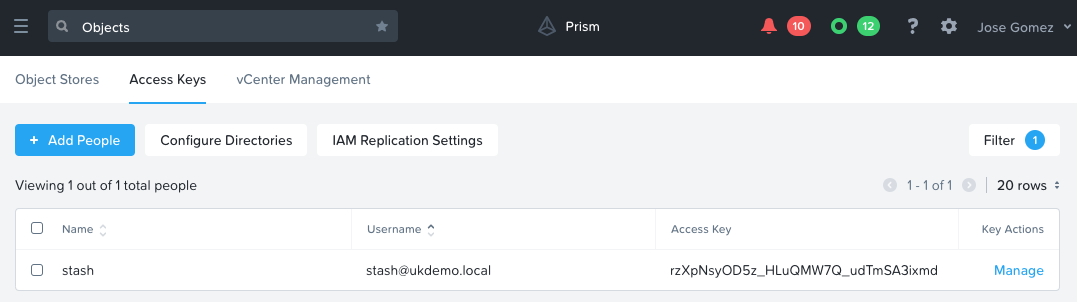 Objects Prism 10 12 ? Jose Gomez
Object Stores Access Keys vCenter Management
+ Add People Configure Directories IAM Replication Settings Filter 1
Viewing 1 out of 1 total people 1 - 1 of 1 20 rows
Name Username Access Key Key Actions
stash stash@ukdemo.local rzXpNsyOD5z_HLuQMW7Q_udTmSA3ixmd Manage